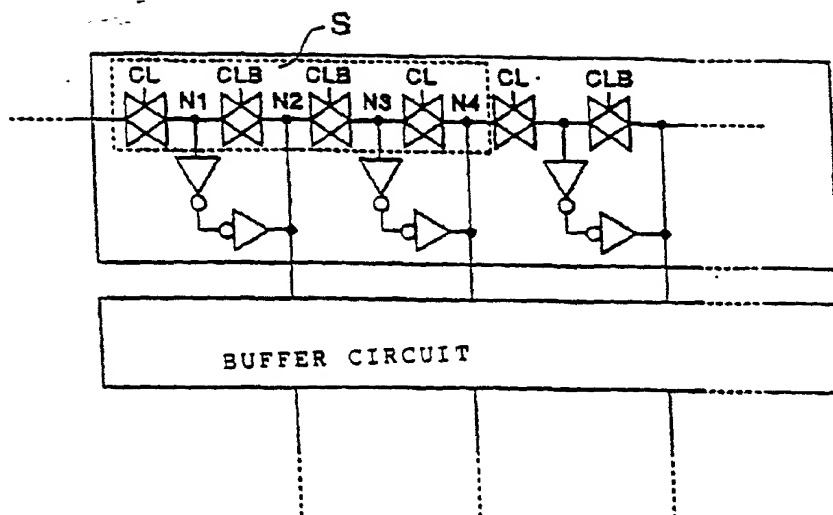 S
CL CLB CLB CL CL CLB
N1 N2 N3 N4
BUFFER CIRCUIT